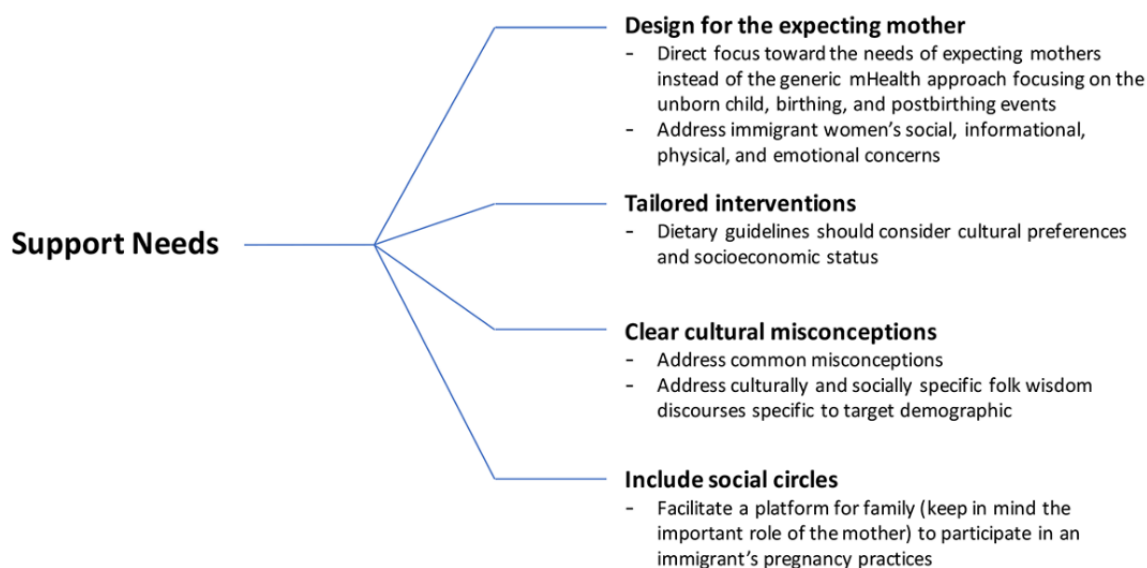 Support Needs
Design for the expecting mother
- Direct focus toward the needs of expecting mothers
instead of the generic mHealth approach focusing on the
unborn child, birthing, and postbirthing events
- Address immigrant women's social, informational,
physical, and emotional concerns
Tailored interventions
- Dietary guidelines should consider cultural preferences
and socioeconomic status
Clear cultural misconceptions
- Address common misconceptions
- Address culturally and socially specific folk wisdom
discourses specific to target demographic
Include social circles
- Facilitate a platform for family (keep in mind the
important role of the mother) to participate in an
immigrant's pregnancy practices